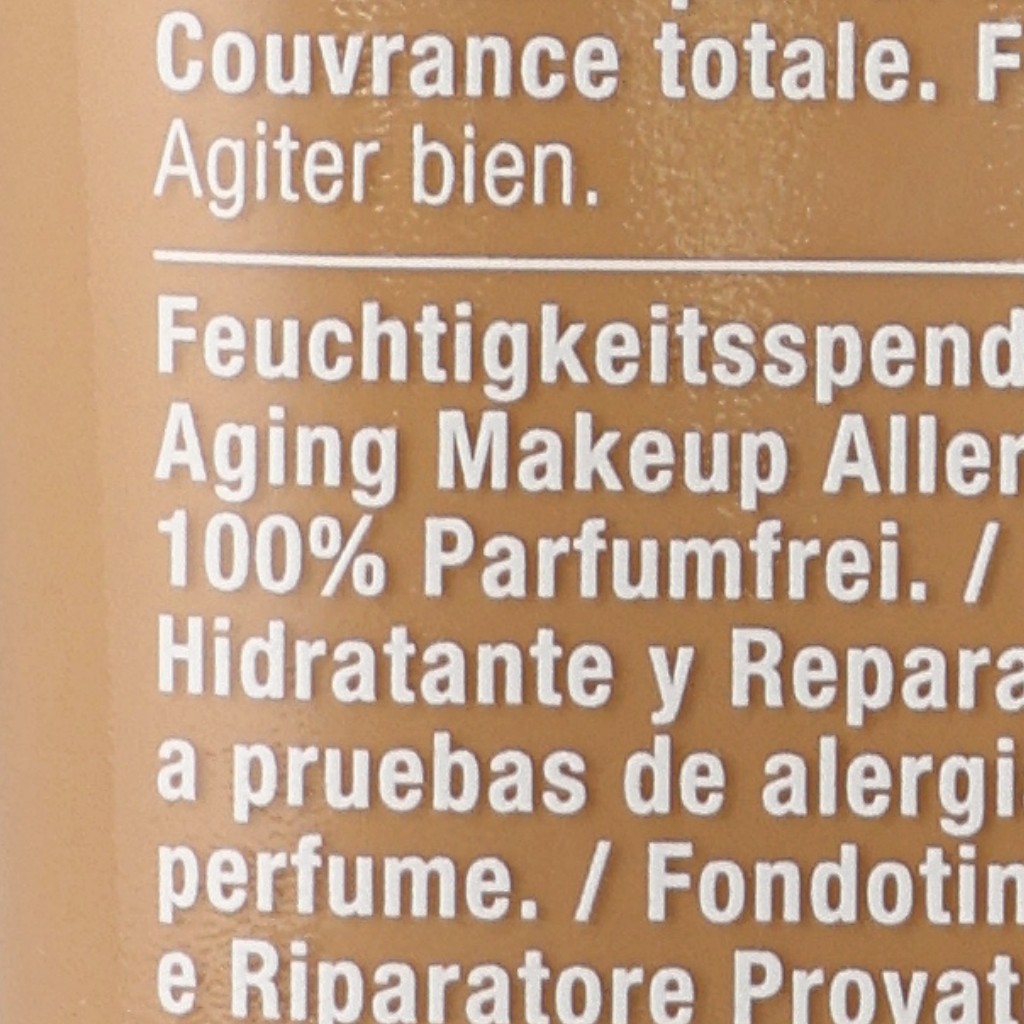 Couvrance totale. F
Agiter bien.
Feuchtigkeitsspend
Aging Makeup Aller
100% Parfumfrei. /
Hidratante y Repara
a pruebas de alergi
perfume. / Fondotin
e Riparatore Provat